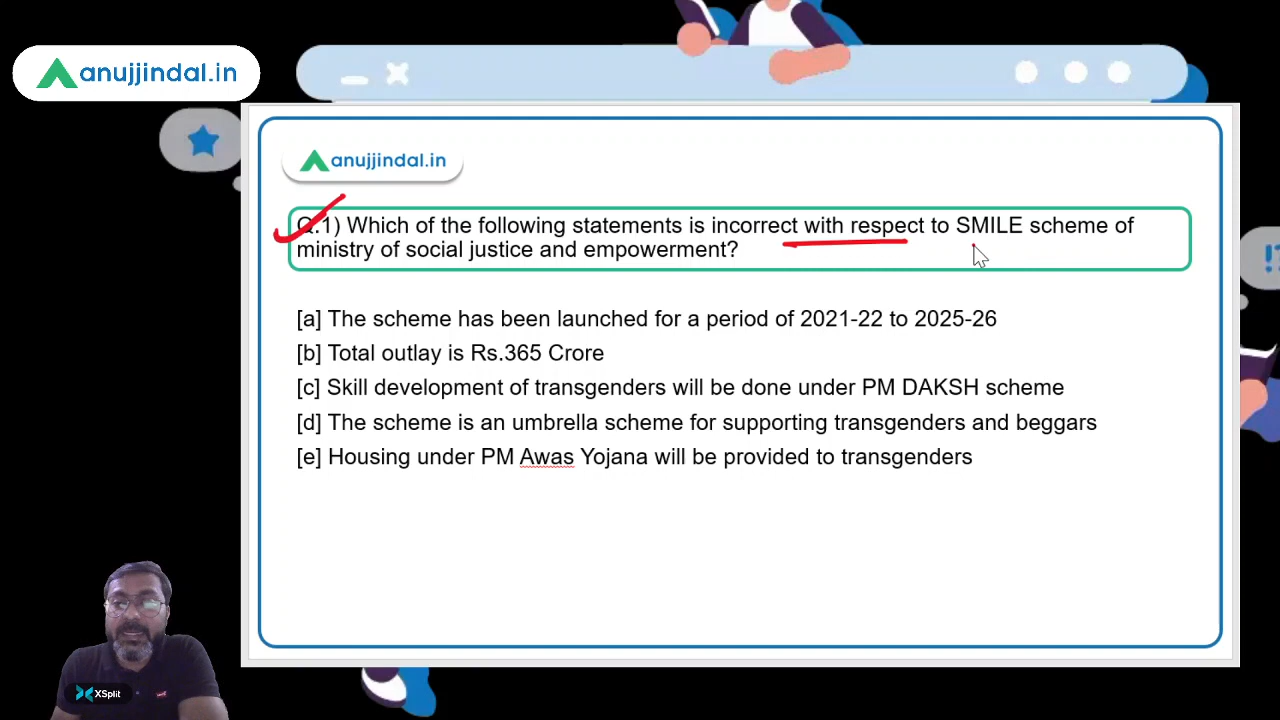 anujjindal.in
anujjindal.in
Q.1) Which of the following statements is incorrect with respect to SMILE scheme of
ministry of social justice and empowerment?
[a] The scheme has been launched for a period of 2021-22 to 2025-26
[b] Total outlay is Rs.365 Crore
[c] Skill development of transgenders will be done under PM DAKSH scheme
[d] The scheme is an umbrella scheme for supporting transgenders and beggars
[e] Housing under PM Awas Yojana will be provided to transgenders
XSplit